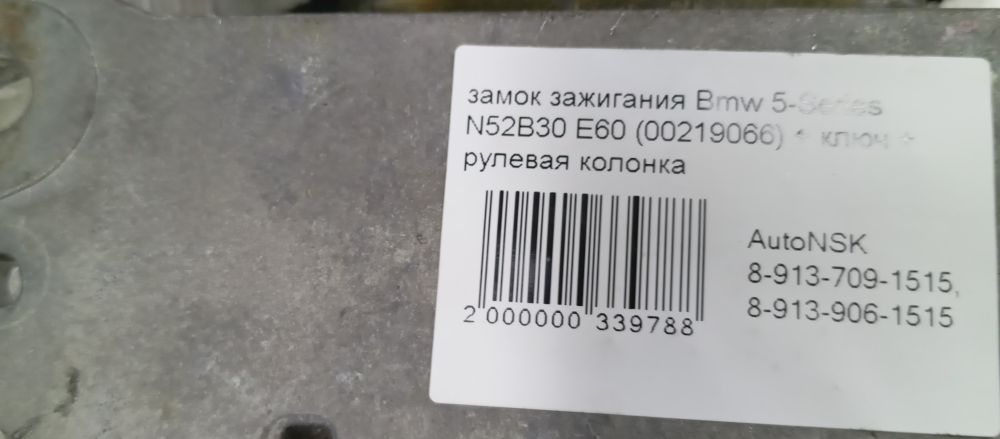 замок зажигания Bmw 5-Series
N52B30 E60 (00219066) + ключ +
рулевая колонка
AutoNSK
8-913-709-1515,
8-913-906-1515
2 000000 339788